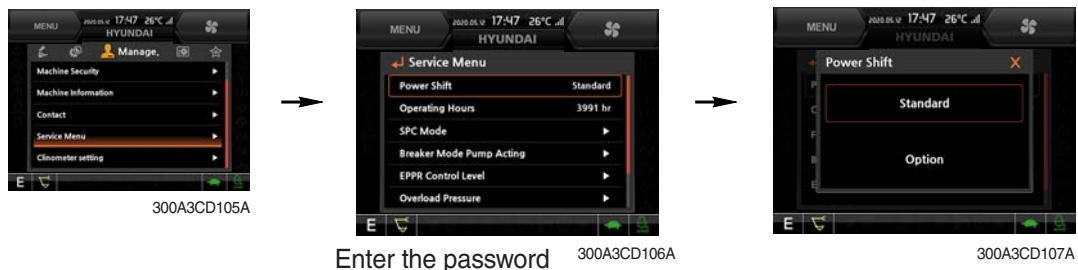 MENU
2020.05.12 17:47 26°C
HYUNDAI
Manage.
Machine Security
Machine Information
Contact
Service Menu
Clinometer setting
E
300A3CD105A
MENU
2020.05.12 17:47 26°C
HYUNDAI
Service Menu
Power Shift Standard
Operating Hours 3991 hr
SPC Mode
Breaker Mode Pump Acting
EPPR Control Level
Overload Pressure
E
Enter the password 300A3CD106A
MENU
2020.05.12 17:47 26°C
HYUNDAI
Power Shift X
Standard
Option
E
300A3CD107A